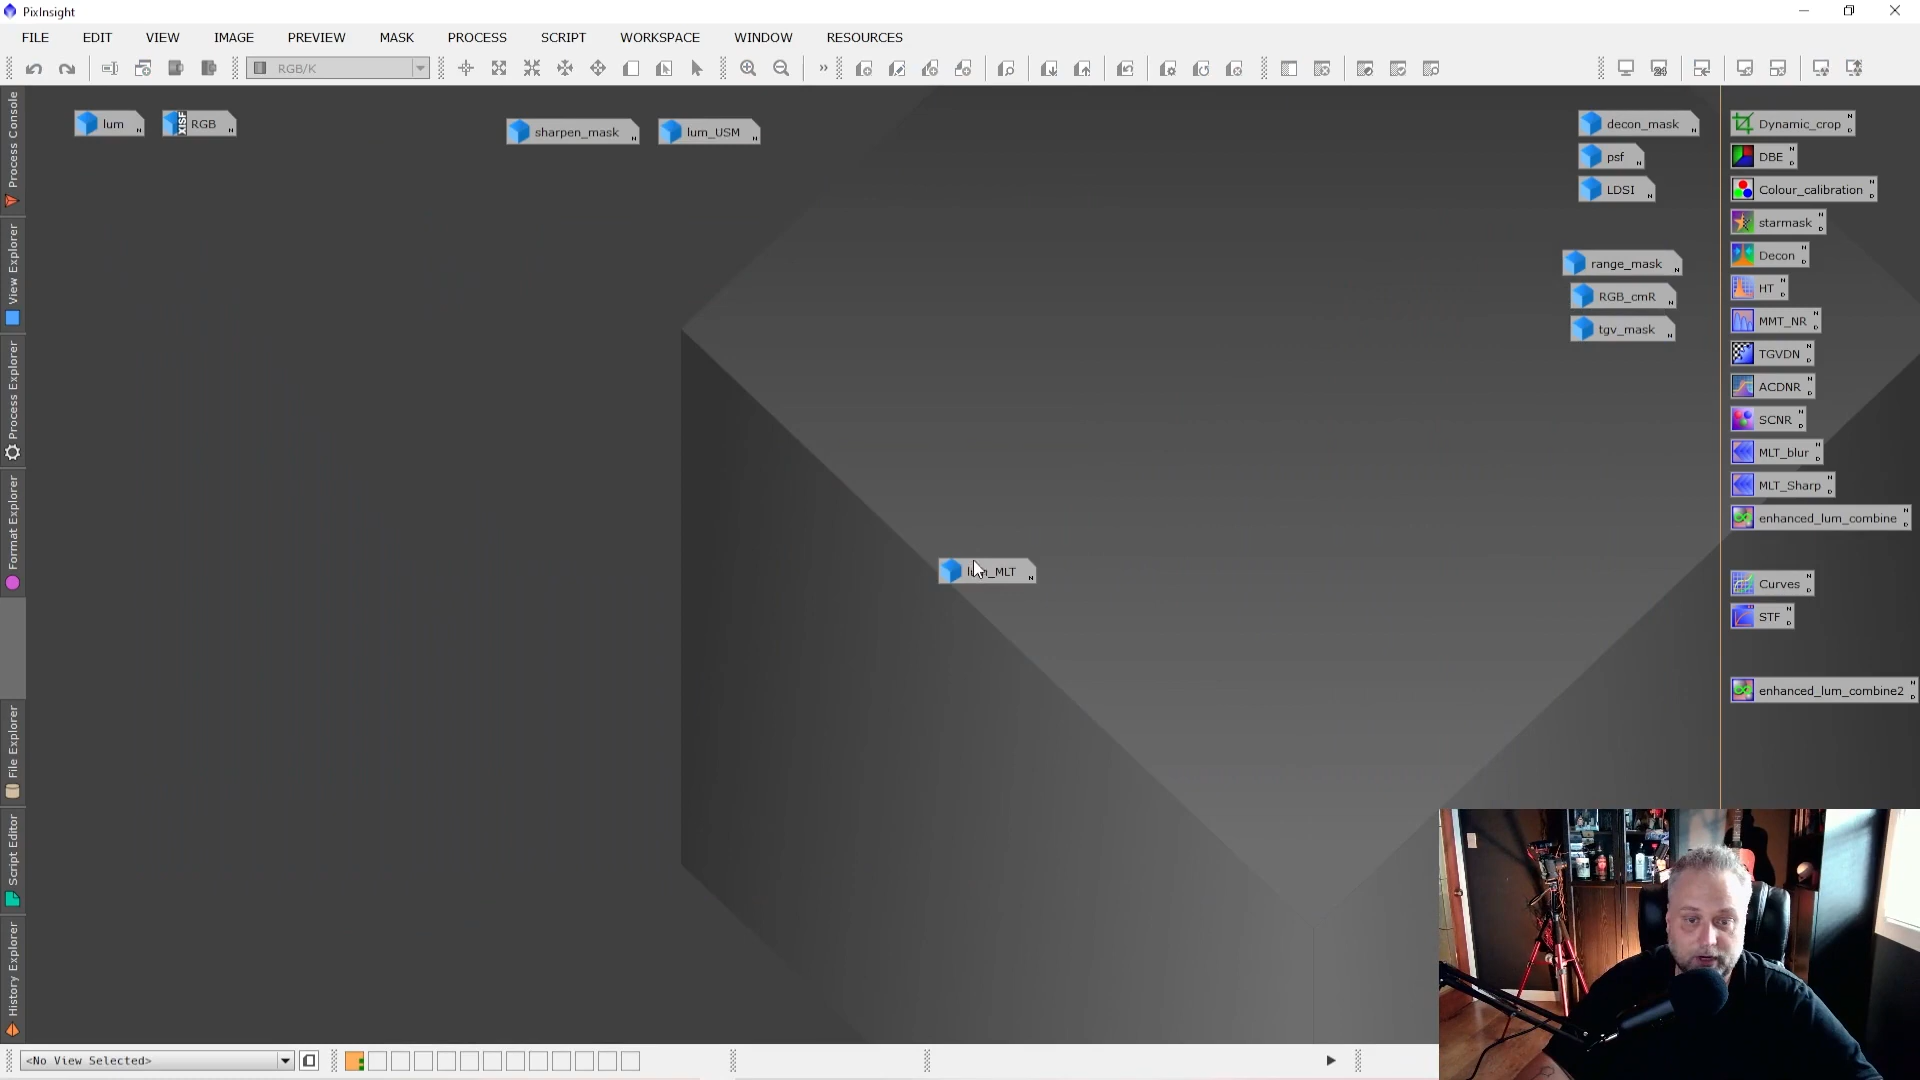 PixInsight
FILE EDIT VIEW IMAGE PREVIEW MASK PROCESS SCRIPT WORKSPACE WINDOW RESOURCES
RGB/K
Process Console
View Explorer
Process Explorer
Format Explorer
File Explorer
Script Editor
History Explorer
lum
XISF
RGB
sharpen_mask
lum_USM
decon_mask
psf
LDSI
range_mask
RGB_cmR
tgv_mask
lum_MLT
Dynamic_crop
DBE
Colour_calibration
starmask
Decon
HT
MMT_NR
TGVDN
ACDNR
SCNR
MLT_blur
MLT_Sharp
enhanced_lum_combine
Curves
STF
enhanced_lum_combine2
<No View Selected>